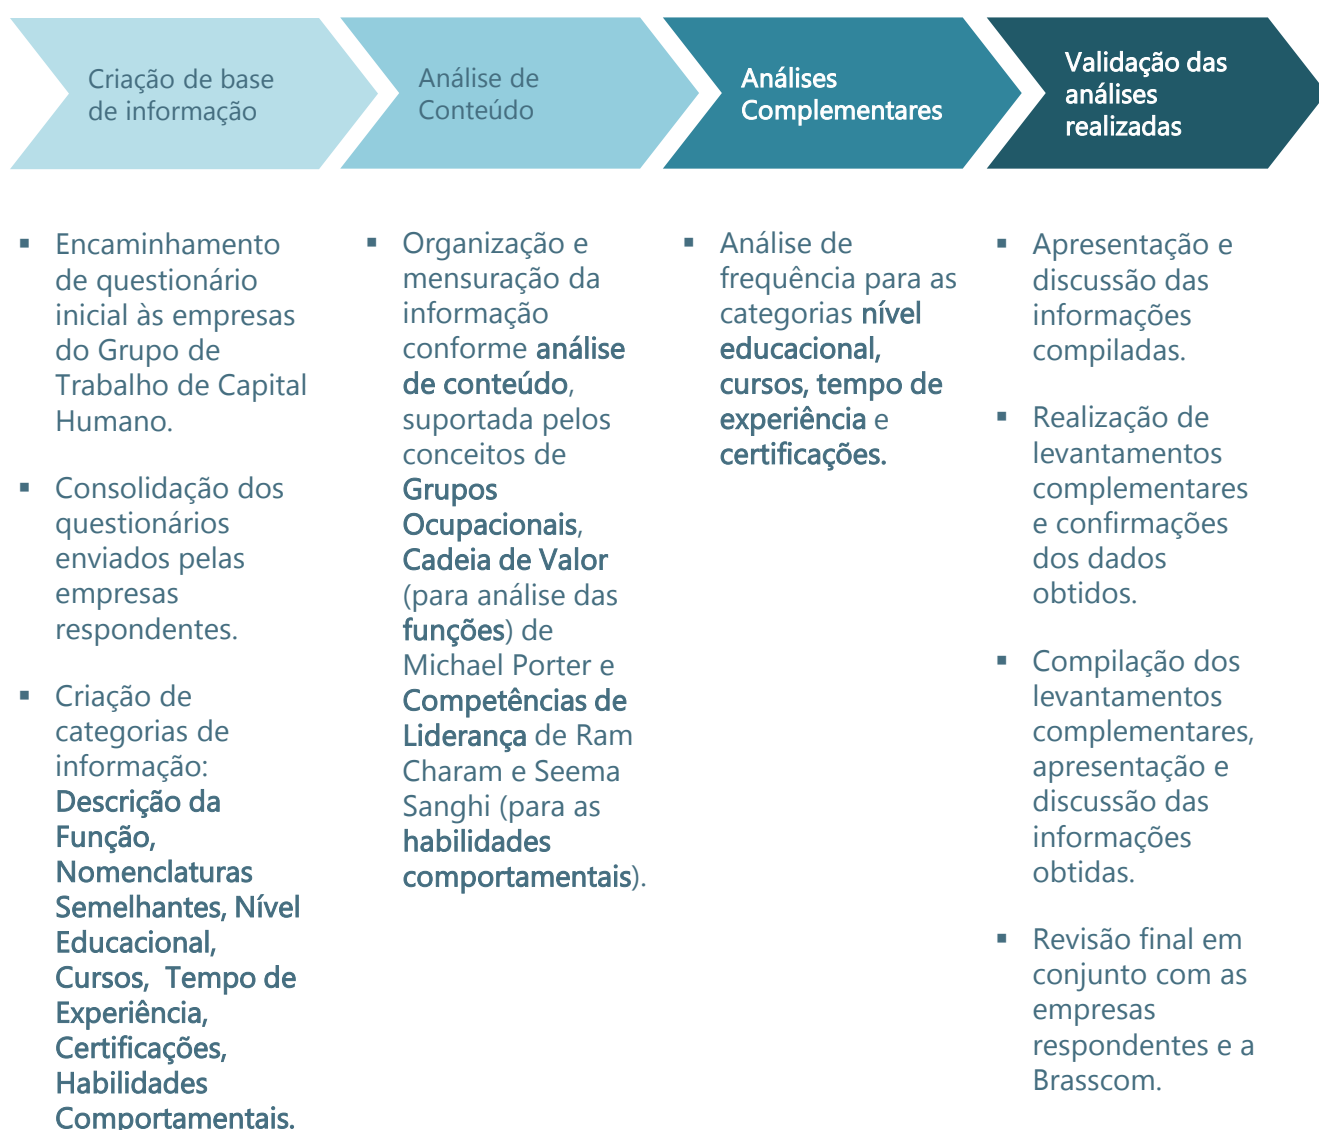 Criação de base
de informação
Análise de
Conteúdo
Análises
Complementares
Validação das
análises
realizadas
▪ Encaminhamento
de questionário
inicial às empresas
do Grupo de
Trabalho de Capital
Humano.
▪ Consolidação dos
questionários
enviados pelas
empresas
respondentes.
▪ Criação de
categorias de
informação:
Descrição da
Função,
Nomenclaturas
Semelhantes, Nível
Educacional,
Cursos, Tempo de
Experiência,
Certificações,
Habilidades
Comportamentais.
▪ Organização e
mensuração da
informação
conforme análise
de conteúdo,
suportada pelos
conceitos de
Grupos
Ocupacionais,
Cadeia de Valor
(para análise das
funções) de
Michael Porter e
Competências de
Liderança de Ram
Charam e Seema
Sanghi (para as
habilidades
comportamentais).
▪ Análise de
frequência para as
categorias nível
educacional,
cursos, tempo de
experiência e
certificações.
▪ Apresentação e
discussão das
informações
compiladas.
▪ Realização de
levantamentos
complementares
e confirmações
dos dados
obtidos.
▪ Compilação dos
levantamentos
complementares,
apresentação e
discussão das
informações
obtidas.
▪ Revisão final em
conjunto com as
empresas
respondentes e a
Brasscom.